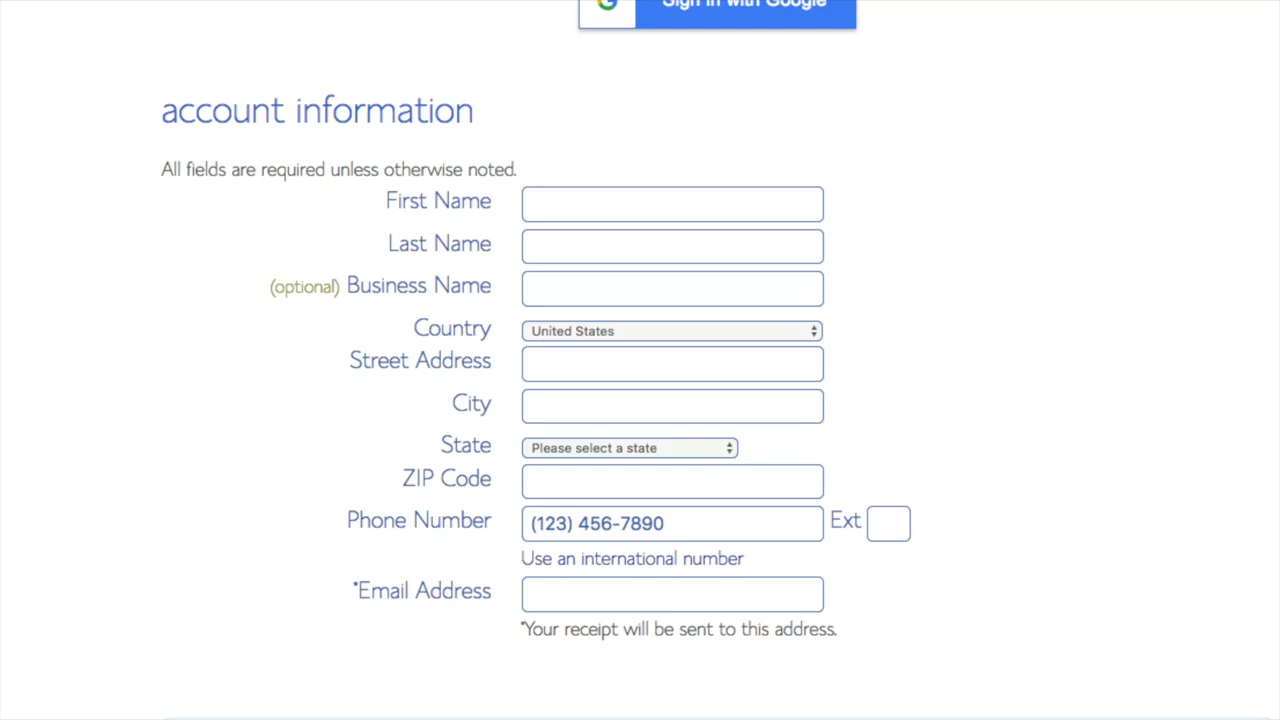 Sign in with Google
account information
All fields are required unless otherwise noted.
First Name
Last Name
(optional) Business Name
Country United States
Street Address
City
State Please select a state
ZIP Code
Phone Number (123) 456-7890 Ext
Use an international number
*Email Address
*Your receipt will be sent to this address.